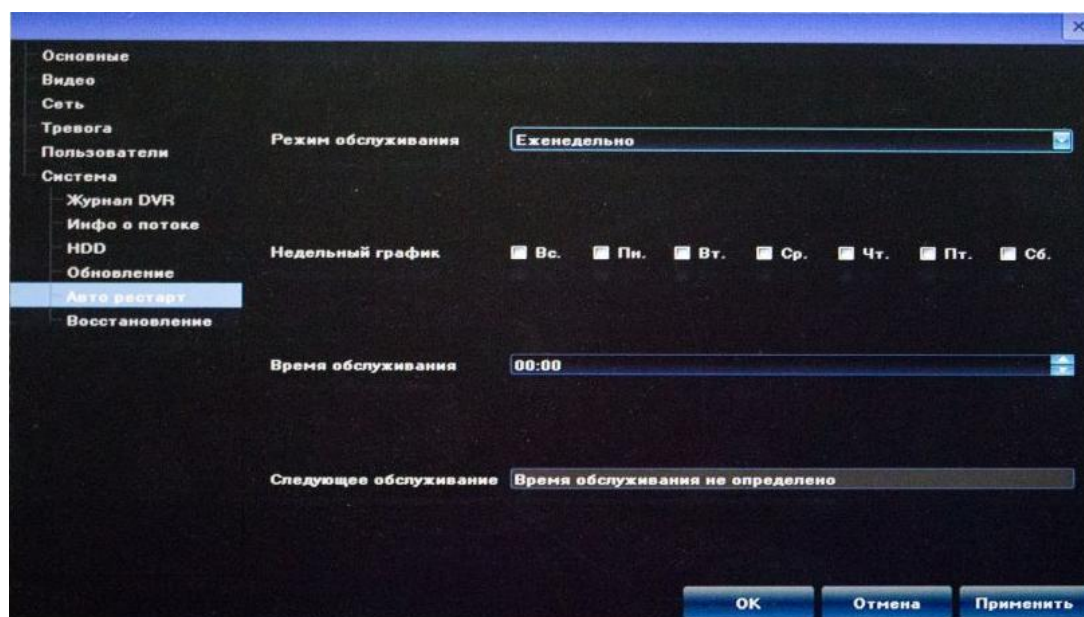 Основные
Видео
Сеть
Тревога
Пользователи
Система
Журнал DVR
Инфо о потоке
HDD
Обновление
Авто рестарт
Восстановление
Режим обслуживания Еженедельно
Недельный график Вс. Пн. Вт. Ср. Чт. Пт. Сб.
Время обслуживания 00:00
Следующее обслуживание Время обслуживания не определено
OK Отмена Применить